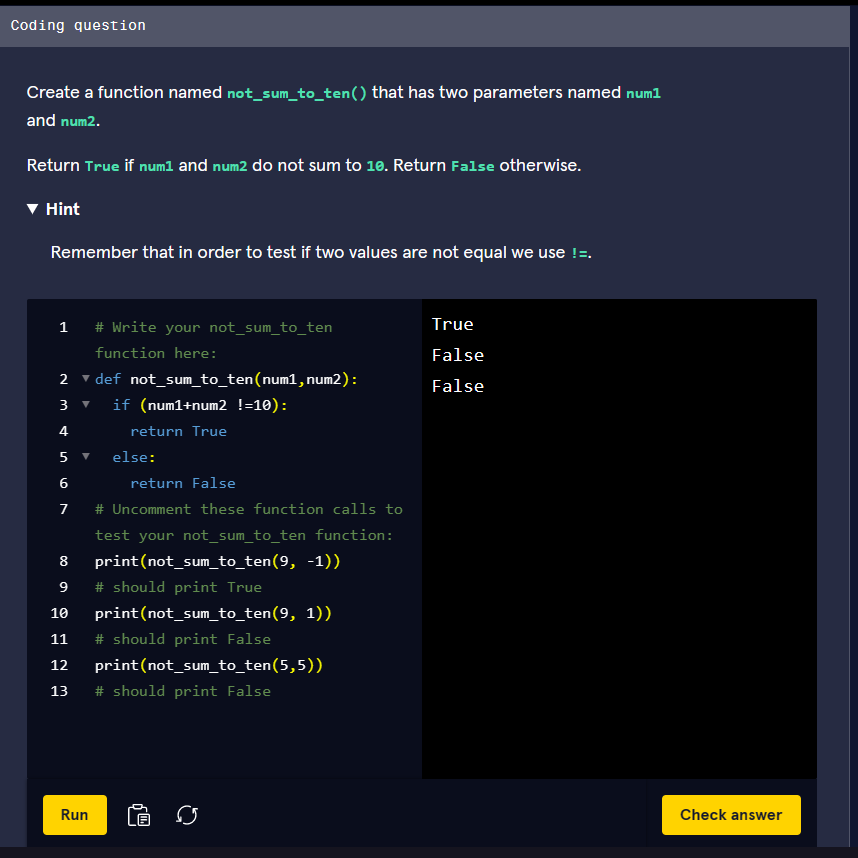 Coding question
Create a function named not_sum_to_ten() that has two parameters named num1
and num2.
Return True if num1 and num2 do not sum to 10. Return False otherwise.
▼ Hint
Remember that in order to test if two values are not equal we use !=.
1 # Write your not_sum_to_ten
function here:
2 def not_sum_to_ten(num1,num2):
3   if (num1+num2 !=10):
4     return True
5   else:
6     return False
7 # Uncomment these function calls to
test your not_sum_to_ten function:
8 print(not_sum_to_ten(9, -1))
9 # should print True
10 print(not_sum_to_ten(9, 1))
11 # should print False
12 print(not_sum_to_ten(5,5))
13 # should print False
True
False
False
Run
Check answer